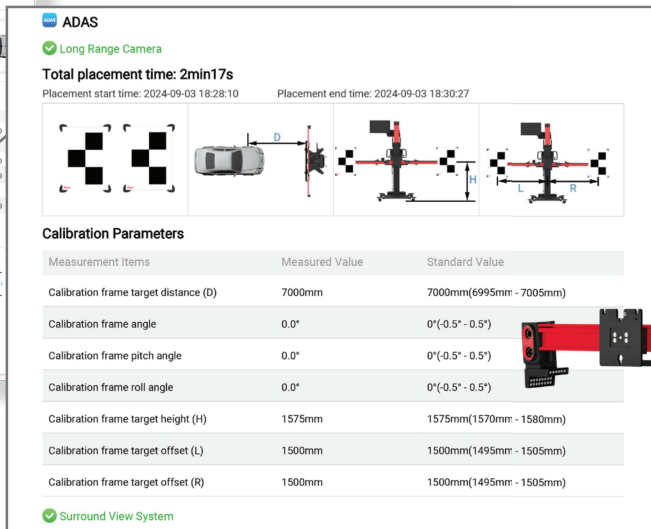 ADAS ADAS
Long Range Camera
Total placement time: 2min17s
Placement start time: 2024-09-03 18:28:10 Placement end time: 2024-09-03 18:30:27
D
H
L R
Calibration Parameters
Measurement Items Measured Value Standard Value
Calibration frame target distance (D) 7000mm 7000mm(6995mm - 7005mm)
Calibration frame angle 0.0° 0°(-0.5° - 0.5°)
Calibration frame pitch angle 0.0° 0°(-0.5° - 0.5°)
Calibration frame roll angle 0.0° 0°(-0.5° - 0.5°)
Calibration frame target height (H) 1575mm 1575mm(1570mm - 1580mm)
Calibration frame target offset (L) 1500mm 1500mm(1495mm - 1505mm)
Calibration frame target offset (R) 1500mm 1500mm(1495mm - 1505mm)
Surround View System